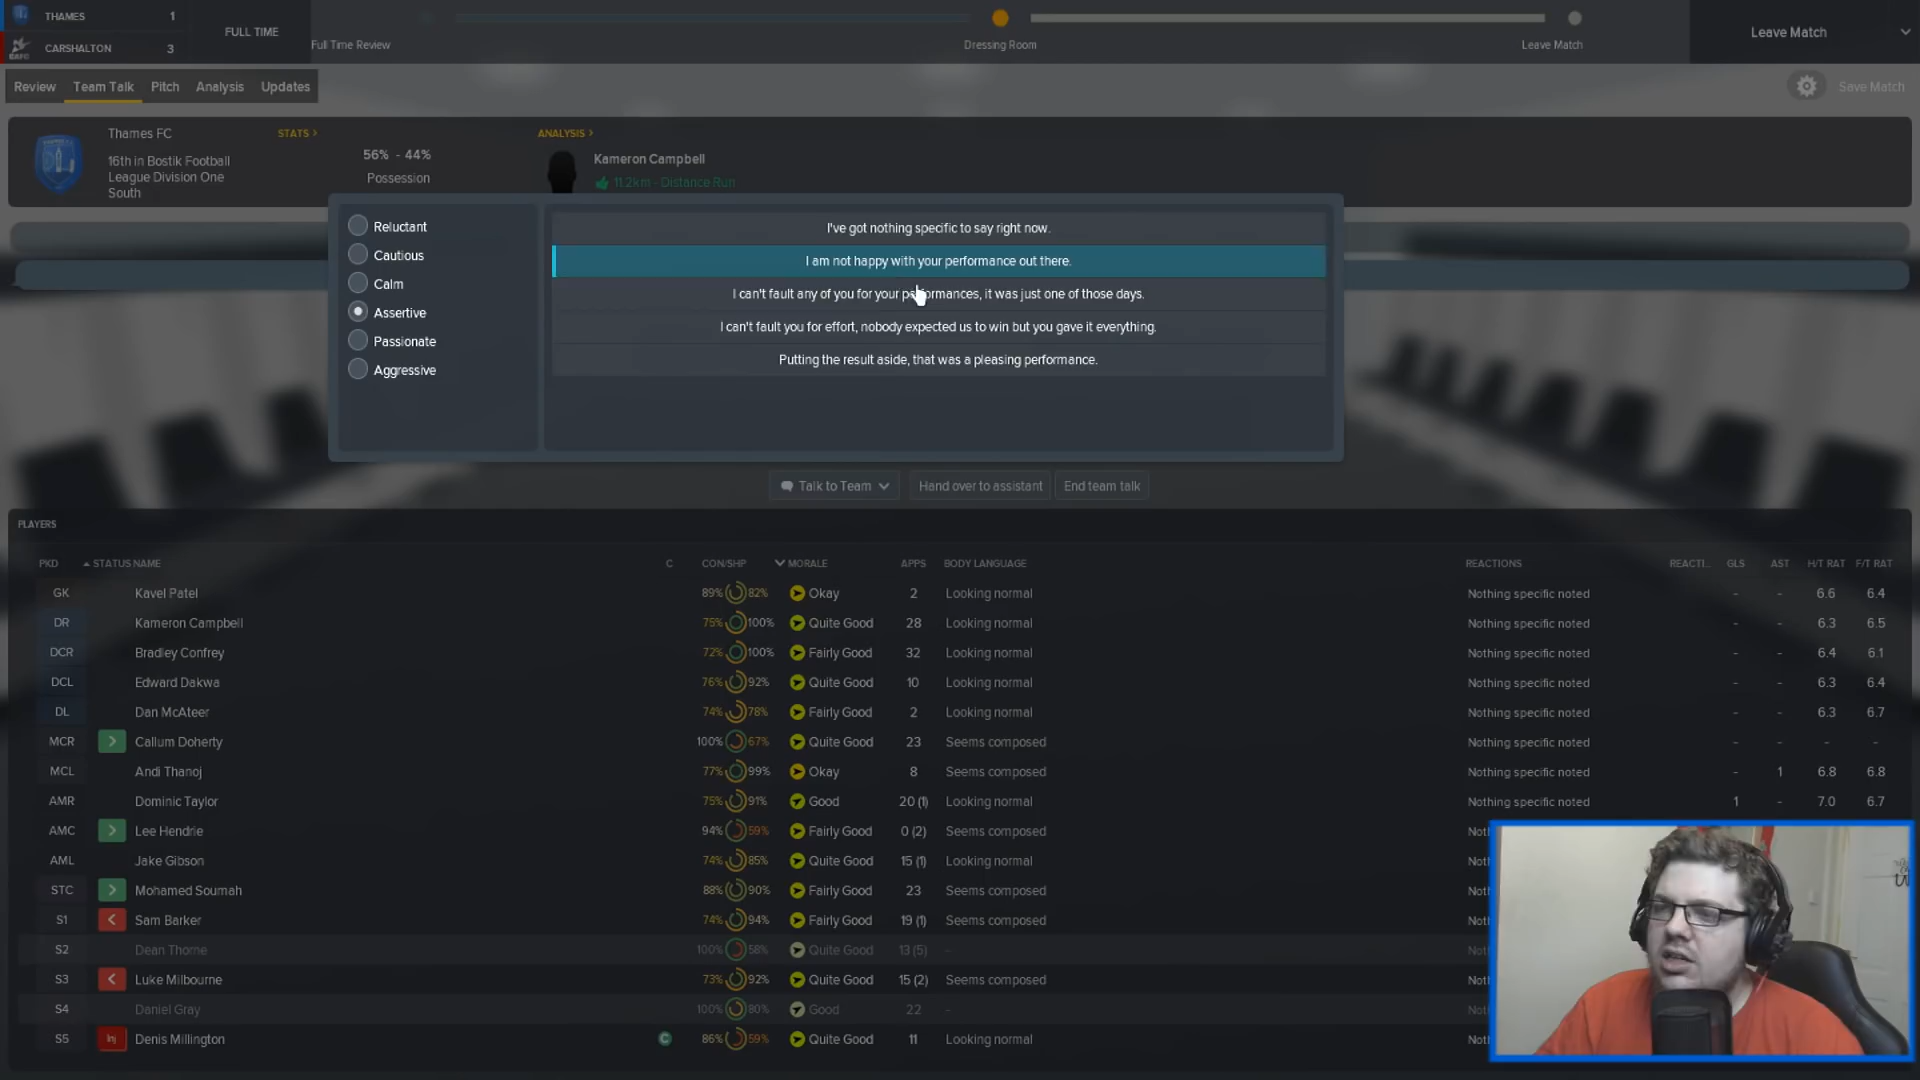 THAMES 1
CARSHALTON 3
FULL TIME
Full Time Review
Dressing Room
Leave Match
Leave Match
Review Team Talk Pitch Analysis Updates
Save Match
Thames FC
16th in Bostik Football
League Division One
South
STATS >
56% - 44%
Possession
ANALYSIS >
Kameron Campbell
11.2km - Distance Run
Reluctant
Cautious
Calm
Assertive
Passionate
Aggressive
I've got nothing specific to say right now.
I am not happy with your performance out there.
I can't fault any of you for your performances, it was just one of those days.
I can't fault you for effort, nobody expected us to win but you gave it everything.
Putting the result aside, that was a pleasing performance.
Talk to Team Hand over to assistant End team talk
PLAYERS
PKD STATUS NAME C CON/SHP MORALE APPS BODY LANGUAGE REACTIONS REACTI... GLS AST H/T RAT F/T RAT
GK Kavel Patel 89% 82% Okay 2 Looking normal Nothing specific noted - - 6.6 6.4
DR Kameron Campbell 75% 100% Quite Good 28 Looking normal Nothing specific noted - - 6.3 6.5
DCR Bradley Confrey 72% 100% Fairly Good 32 Looking normal Nothing specific noted - - 6.4 6.1
DCL Edward Dakwa 76% 92% Quite Good 10 Looking normal Nothing specific noted - - 6.3 6.4
DL Dan McAteer 74% 78% Fairly Good 2 Looking normal Nothing specific noted - - 6.3 6.7
MCR Callum Doherty 100% 67% Quite Good 23 Seems composed Nothing specific noted - - - -
MCL Andi Thanoj 77% 99% Okay 8 Seems composed Nothing specific noted - 1 6.8 6.8
AMR Dominic Taylor 75% 91% Good 20 (1) Looking normal Nothing specific noted 1 - 7.0 6.7
AMC Lee Hendrie 94% 59% Fairly Good 0 (2) Seems composed Not
AML Jake Gibson 74% 85% Quite Good 15 (1) Looking normal Not
STC Mohamed Soumah 88% 90% Fairly Good 23 Seems composed Not
S1 Sam Barker 74% 94% Fairly Good 19 (1) Seems composed Not
S2 Dean Thorne 100% 58% Quite Good 13 (5) - Not
S3 Luke Milbourne 73% 92% Quite Good 15 (2) Seems composed Not
S4 Daniel Gray 100% 80% Good 22 - Not
S5 Inj Denis Millington C 86% 59% Quite Good 11 Looking normal Not